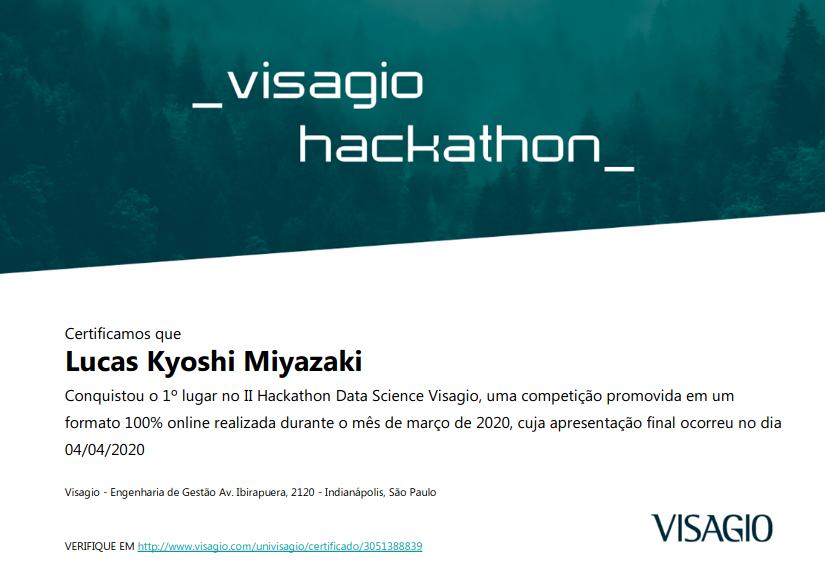 _visagio
hackathon_
Certificamos que
Lucas Kyoshi Miyazaki
Conquistou o 1º lugar no II Hackathon Data Science Visagio, uma competição promovida em um
formato 100% online realizada durante o mês de março de 2020, cuja apresentação final ocorreu no dia
04/04/2020
Visagio - Engenharia de Gestão Av. Ibirapuera, 2120 - Indianápolis, São Paulo
VISAGIO
VERIFIQUE EM http://www.visagio.com/univisagio/certificado/3051388839